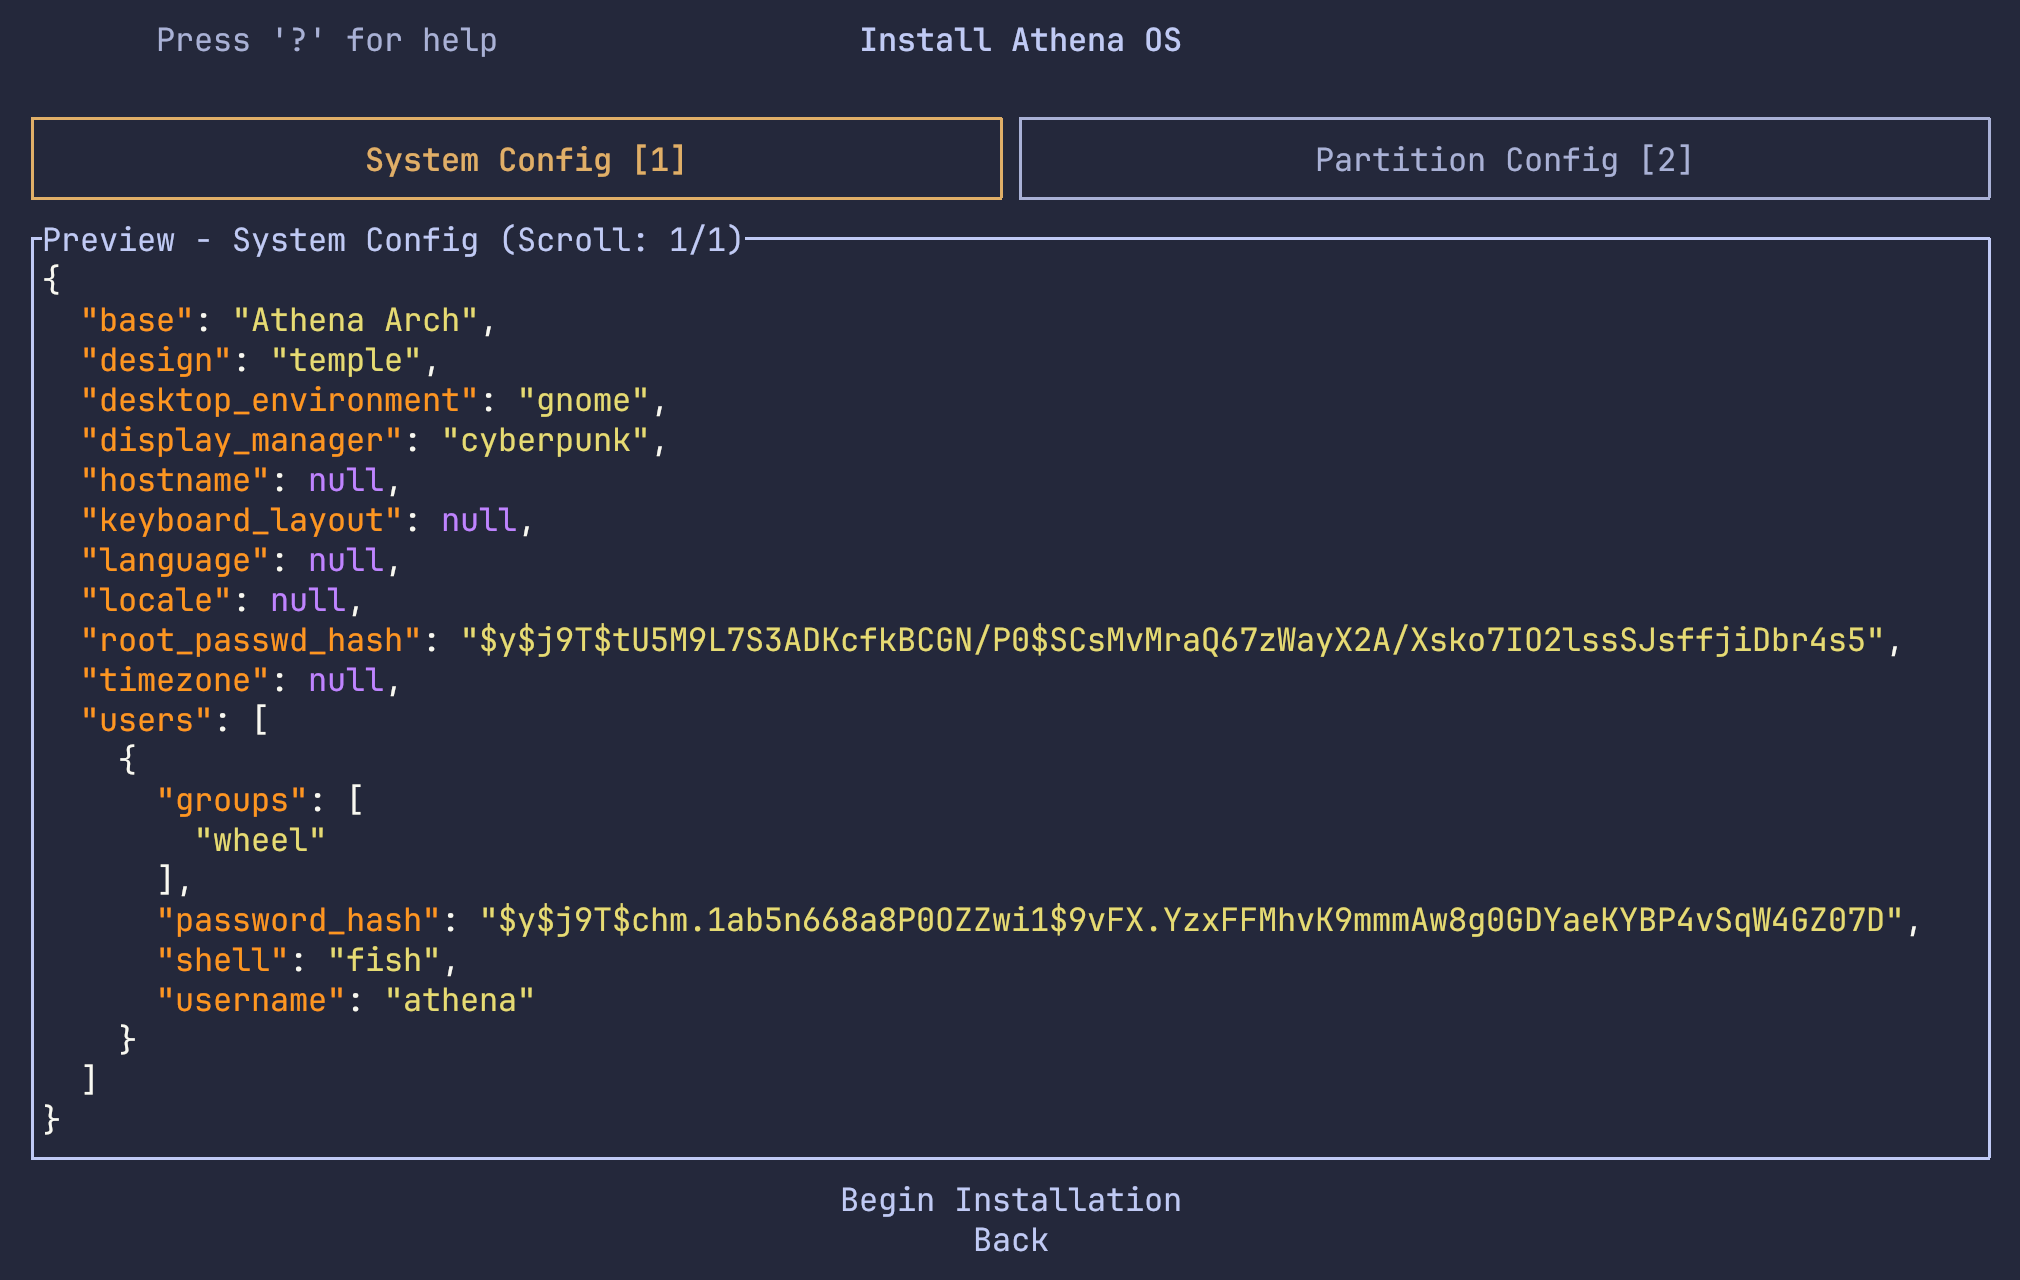 Press '?' for help
Install Athena OS
System Config [1]
Partition Config [2]
Preview - System Config (Scroll: 1/1)
{
  "base": "Athena Arch",
  "design": "temple",
  "desktop_environment": "gnome",
  "display_manager": "cyberpunk",
  "hostname": null,
  "keyboard_layout": null,
  "language": null,
  "locale": null,
  "root_passwd_hash": "$y$j9T$tU5M9L7S3ADKcfkBCGN/P0$SCsMvMraQ67zWayX2A/Xsko7IO2lssSJsffjiDbr4s5",
  "timezone": null,
  "users": [
    {
      "groups": [
        "wheel"
      ],
      "password_hash": "$y$j9T$chm.1ab5n668a8P0OZZwi1$9vFX.YzxFFMhvK9mmmAw8g0GDYaeKYBP4vSqW4GZ07D",
      "shell": "fish",
      "username": "athena"
    }
  ]
}
Begin Installation
Back